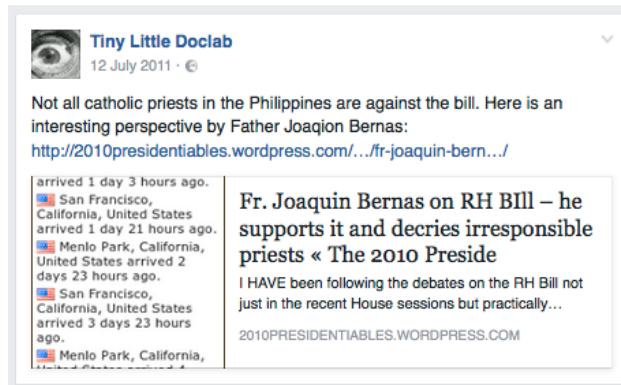 Tiny Little Doclab
12 July 2011 ·
Not all catholic priests in the Philippines are against the bill. Here is an
interesting perspective by Father Joaqion Bernas:
http://2010presidentiables.wordpress.com/.../fr-joaquin-bern.../
arrived 1 day 3 hours ago.
San Francisco,
California, United States
arrived 1 day 21 hours ago.
Menlo Park, California,
United States arrived 2
days 23 hours ago.
San Francisco,
California, United States
arrived 3 days 23 hours
ago.
Menlo Park, California,
Fr. Joaquin Bernas on RH BIll – he
supports it and decries irresponsible
priests « The 2010 Preside
I HAVE been following the debates on the RH Bill not
just in the recent House sessions but practically...
2010PRESIDENTIABLES.WORDPRESS.COM